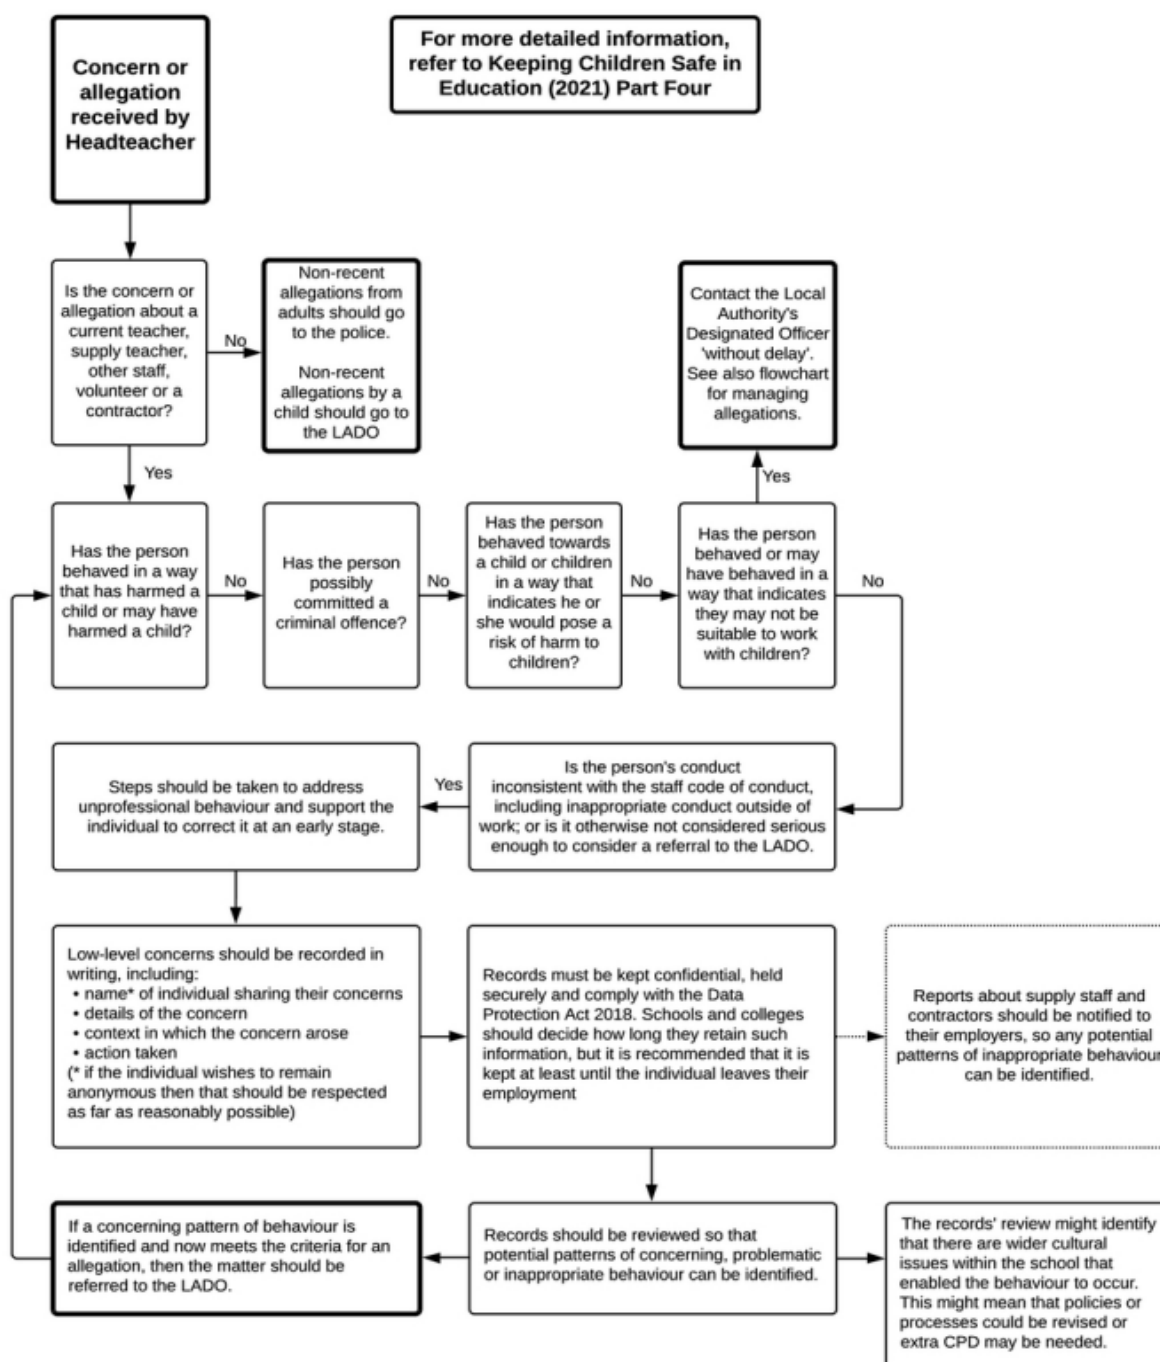 Concern or
allegation
received by
Headteacher
For more detailed information,
refer to Keeping Children Safe in
Education (2021) Part Four
Is the concern or
allegation about a
current teacher,
supply teacher,
other staff,
volunteer or a
contractor?
No
Non-recent
allegations from
adults should go
to the police.
Non-recent
allegations by a
child should go to
the LADO
Contact the Local
Authority's
Designated Officer
'without delay'.
See also flowchart
for managing
allegations.
Yes
Yes
Has the person
behaved in a way
that has harmed a
child or may have
harmed a child?
No
Has the person
possibly
committed a
criminal offence?
No
Has the person
behaved towards
a child or children
in a way that
indicates he or
she would pose a
risk of harm to
children?
No
Has the person
behaved or may
have behaved in a
way that indicates
they may not be
suitable to work
with children?
No
Is the person's conduct
inconsistent with the staff code of conduct,
including inappropriate conduct outside of
work; or is it otherwise not considered serious
enough to consider a referral to the LADO.
Yes
Steps should be taken to address
unprofessional behaviour and support the
individual to correct it at an early stage.
Low-level concerns should be recorded in
writing, including:
• name* of individual sharing their concerns
• details of the concern
• context in which the concern arose
• action taken
(* if the individual wishes to remain
anonymous then that should be respected
as far as reasonably possible)
Records must be kept confidential, held
securely and comply with the Data
Protection Act 2018. Schools and colleges
should decide how long they retain such
information, but it is recommended that it is
kept at least until the individual leaves their
employment
Reports about supply staff and
contractors should be notified to
their employers, so any potential
patterns of inappropriate behaviour
can be identified.
If a concerning pattern of behaviour is
identified and now meets the criteria for an
allegation, then the matter should be
referred to the LADO.
Records should be reviewed so that
potential patterns of concerning, problematic
or inappropriate behaviour can be identified.
The records' review might identify
that there are wider cultural
issues within the school that
enabled the behaviour to occur.
This might mean that policies or
processes could be revised or
extra CPD may be needed.